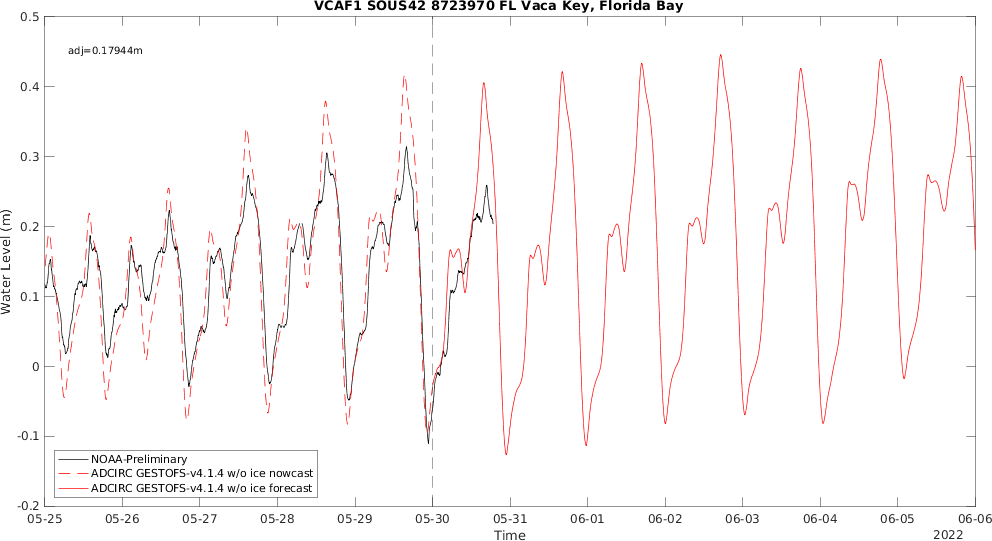 VCAF1 SOUS42 8723970 FL Vaca Key, Florida Bay
adj=0.17944m
Water Level (m)
0.5
0.4
0.3
0.2
0.1
0
-0.1
-0.2
NOAA-Preliminary
ADCIRC GESTOFS-v4.1.4 w/o ice nowcast
ADCIRC GESTOFS-v4.1.4 w/o ice forecast
05-25 05-26 05-27 05-28 05-29 05-30 05-31 06-01 06-02 06-03 06-04 06-05 06-06
Time
2022